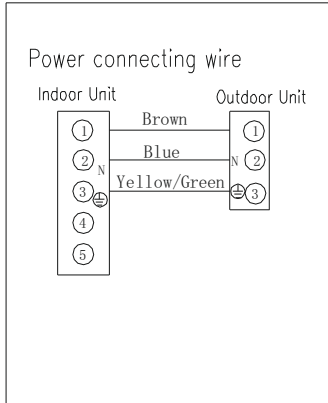 Power connecting wire
Indoor Unit
Outdoor Unit
1 Brown 1
2 N Blue N 2
3 Yellow/Green 3
4
5